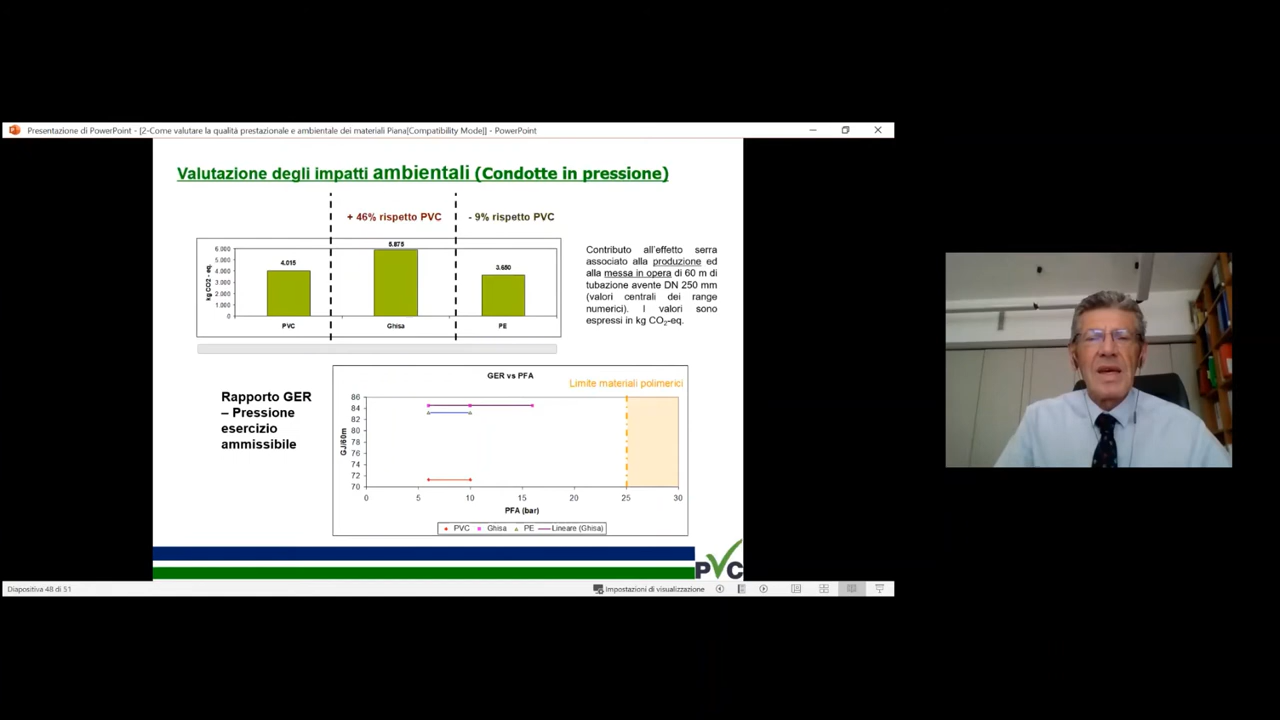 Presentazione di PowerPoint - [2-Come valutare la qualità prestazionale e ambientale dei materiali Piana[Compatibility Mode]] - PowerPoint
Valutazione degli impatti ambientali (Condotte in pressione)
+ 46% rispetto PVC
- 9% rispetto PVC
kg CO2 - eq.
6.000
5.000
4.000
3.000
2.000
1.000
0
4.015
5.875
3.650
PVC
Ghisa
PE
Contributo all'effetto serra
associato alla produzione ed
alla messa in opera di 60 m di
tubazione avente DN 250 mm
(valori centrali dei range
numerici). I valori sono
espressi in kg CO2-eq.
Rapporto GER
– Pressione
esercizio
ammissibile
GER vs PFA
Limite materiali polimerici
GJ/60m
86
84
82
80
78
76
74
72
70
0
5
10
15
20
25
30
PFA (bar)
PVC
Ghisa
PE
Lineare (Ghisa)
PVC
Diapositiva 48 di 51
Impostazioni di visualizzazione